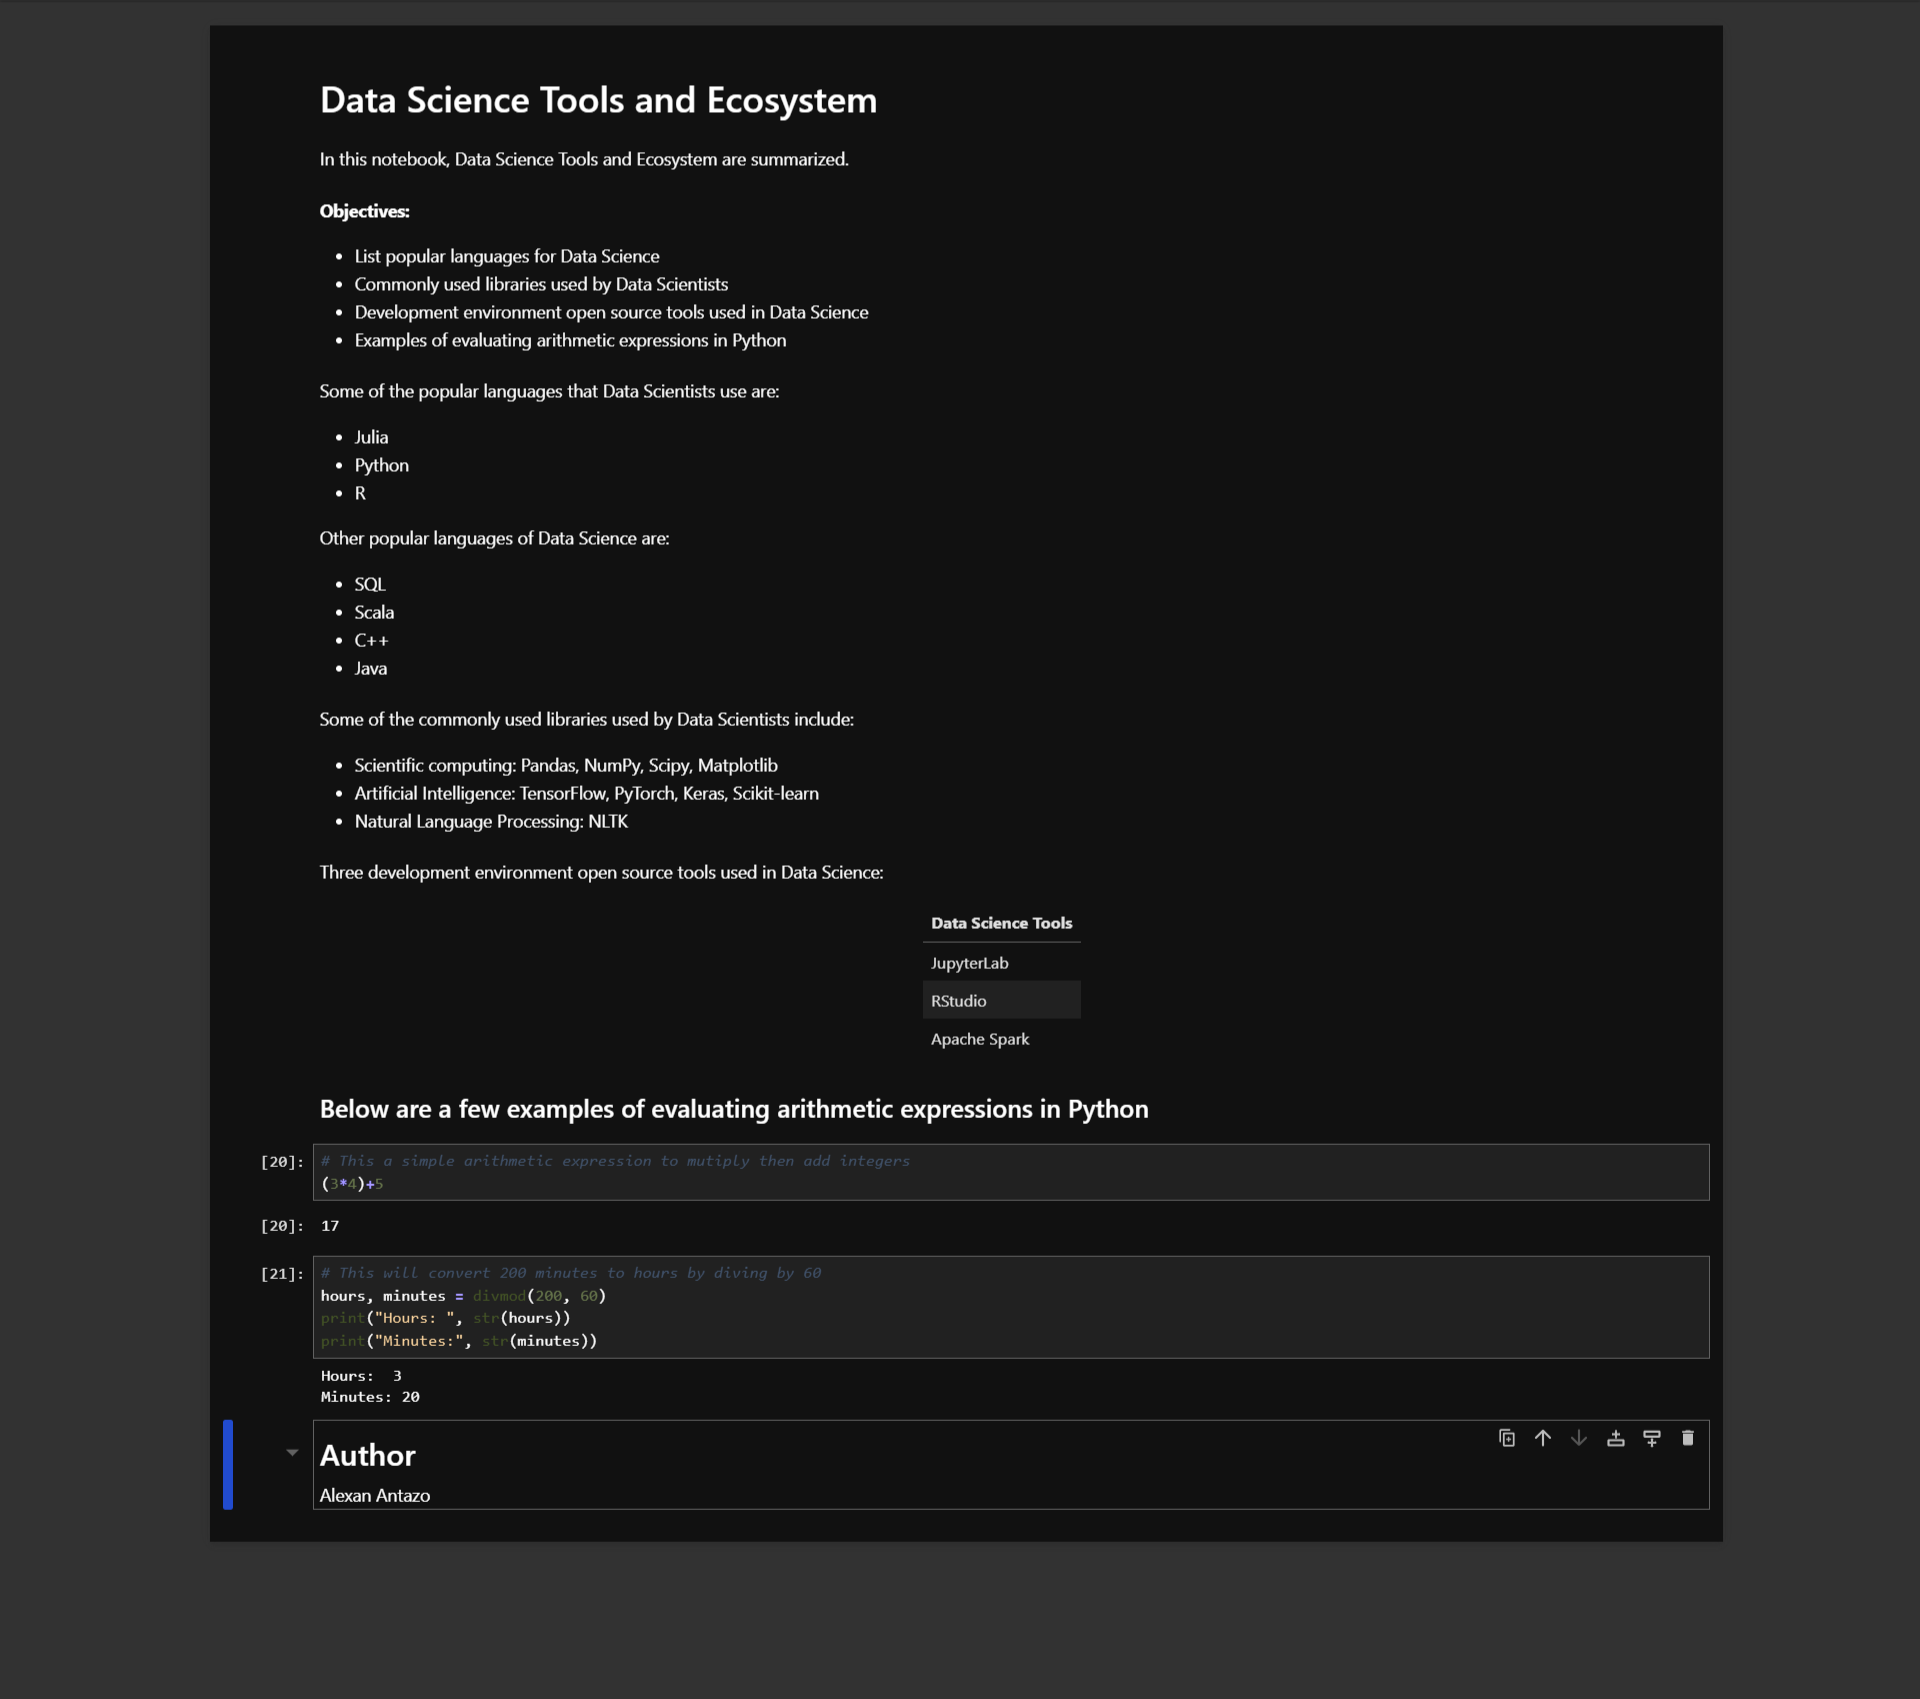 Data Science Tools and Ecosystem
In this notebook, Data Science Tools and Ecosystem are summarized.
Objectives:
• List popular languages for Data Science
• Commonly used libraries used by Data Scientists
• Development environment open source tools used in Data Science
• Examples of evaluating arithmetic expressions in Python
Some of the popular languages that Data Scientists use are:
• Julia
• Python
• R
Other popular languages of Data Science are:
• SQL
• Scala
• C++
• Java
Some of the commonly used libraries used by Data Scientists include:
• Scientific computing: Pandas, NumPy, Scipy, Matplotlib
• Artificial Intelligence: TensorFlow, PyTorch, Keras, Scikit-learn
• Natural Language Processing: NLTK
Three development environment open source tools used in Data Science:
Data Science Tools
JupyterLab
RStudio
Apache Spark
Below are a few examples of evaluating arithmetic expressions in Python
[20]: # This a simple arithmetic expression to mutiply then add integers
(3*4)+5
[20]: 17
[21]: # This will convert 200 minutes to hours by diving by 60
hours, minutes = divmod(200, 60)
print("Hours: ", str(hours))
print("Minutes:", str(minutes))
Hours:  3
Minutes: 20
Author
Alexan Antazo